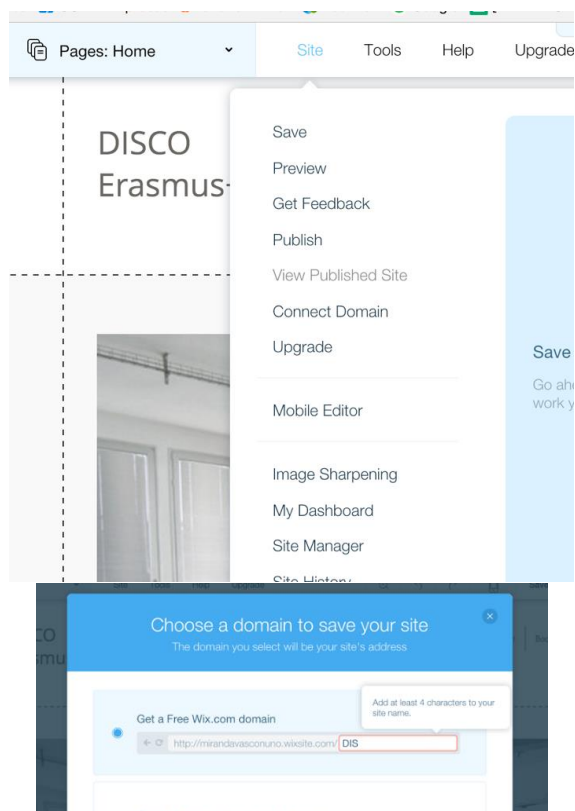 Pages: Home
Site Tools Help Upgrade
DISCO
Erasmus+
Save
Preview
Get Feedback
Publish
View Published Site
Connect Domain
Upgrade
Save
Go ahe
work y
Mobile Editor
Image Sharpening
My Dashboard
Site Manager
Site History
Choose a domain to save your site
The domain you select will be your site's address
Add at least 4 characters to your
site name.
Get a Free Wix.com domain
http://mirandavasconuno.wixsite.com/ DIS